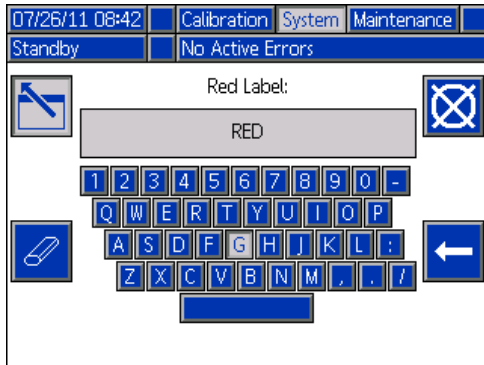 07/26/11 08:42 Calibration System Maintenance
Standby No Active Errors
Red Label:
RED
1 2 3 4 5 6 7 8 9 0 -
Q W E R T Y U I O P
A S D F G H J K L :
Z X C V B N M , . /